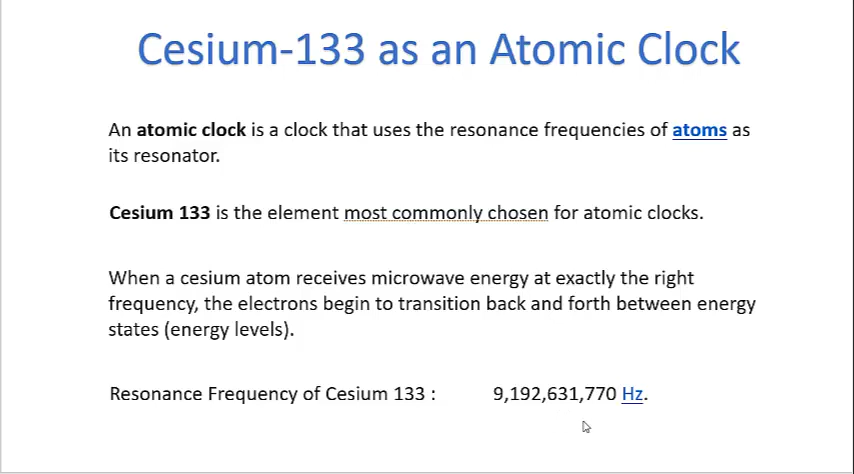 Cesium-133 as an Atomic Clock
An atomic clock is a clock that uses the resonance frequencies of atoms as
its resonator.
Cesium 133 is the element most commonly chosen for atomic clocks.
When a cesium atom receives microwave energy at exactly the right
frequency, the electrons begin to transition back and forth between energy
states (energy levels).
Resonance Frequency of Cesium 133 : 9,192,631,770 Hz.